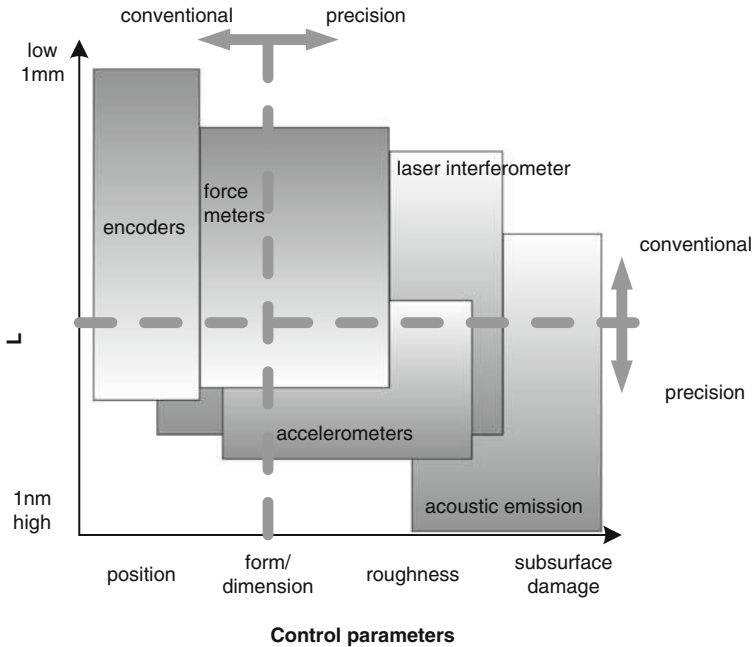 conventional
precision
low
1mm
laser interferometer
force
meters
encoders
conventional
L
precision
accelerometers
1nm
high
acoustic emission
position
form/
dimension
roughness
subsurface
damage
Control parameters